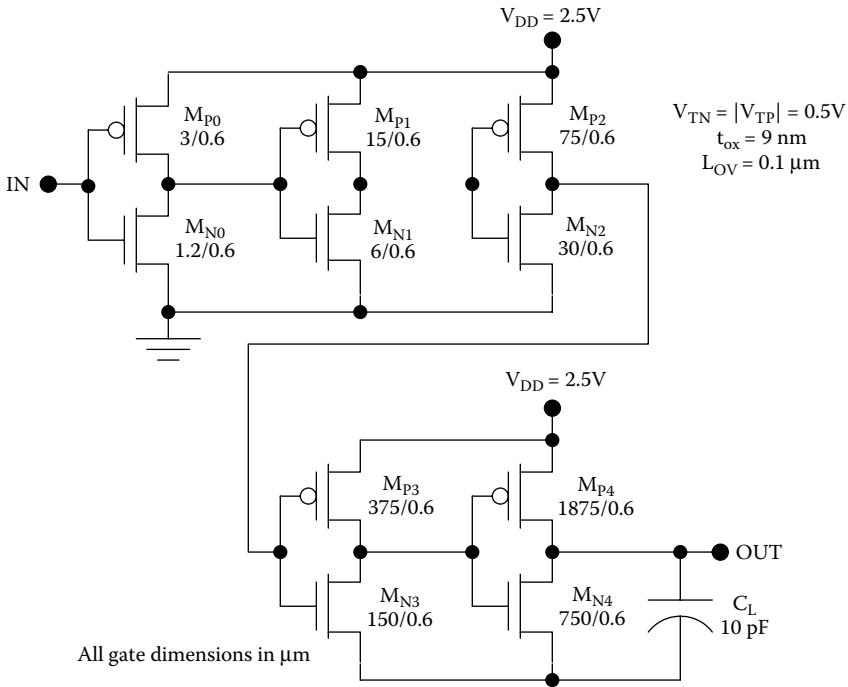 V_DD = 2.5V
M_P0
3/0.6
M_P1
15/0.6
M_P2
75/0.6
V_TN = |V_TP| = 0.5V
t_ox = 9 nm
L_OV = 0.1 µm
IN
M_N0
1.2/0.6
M_N1
6/0.6
M_N2
30/0.6
V_DD = 2.5V
M_P3
375/0.6
M_P4
1875/0.6
OUT
M_N3
150/0.6
M_N4
750/0.6
C_L
10 pF
All gate dimensions in µm